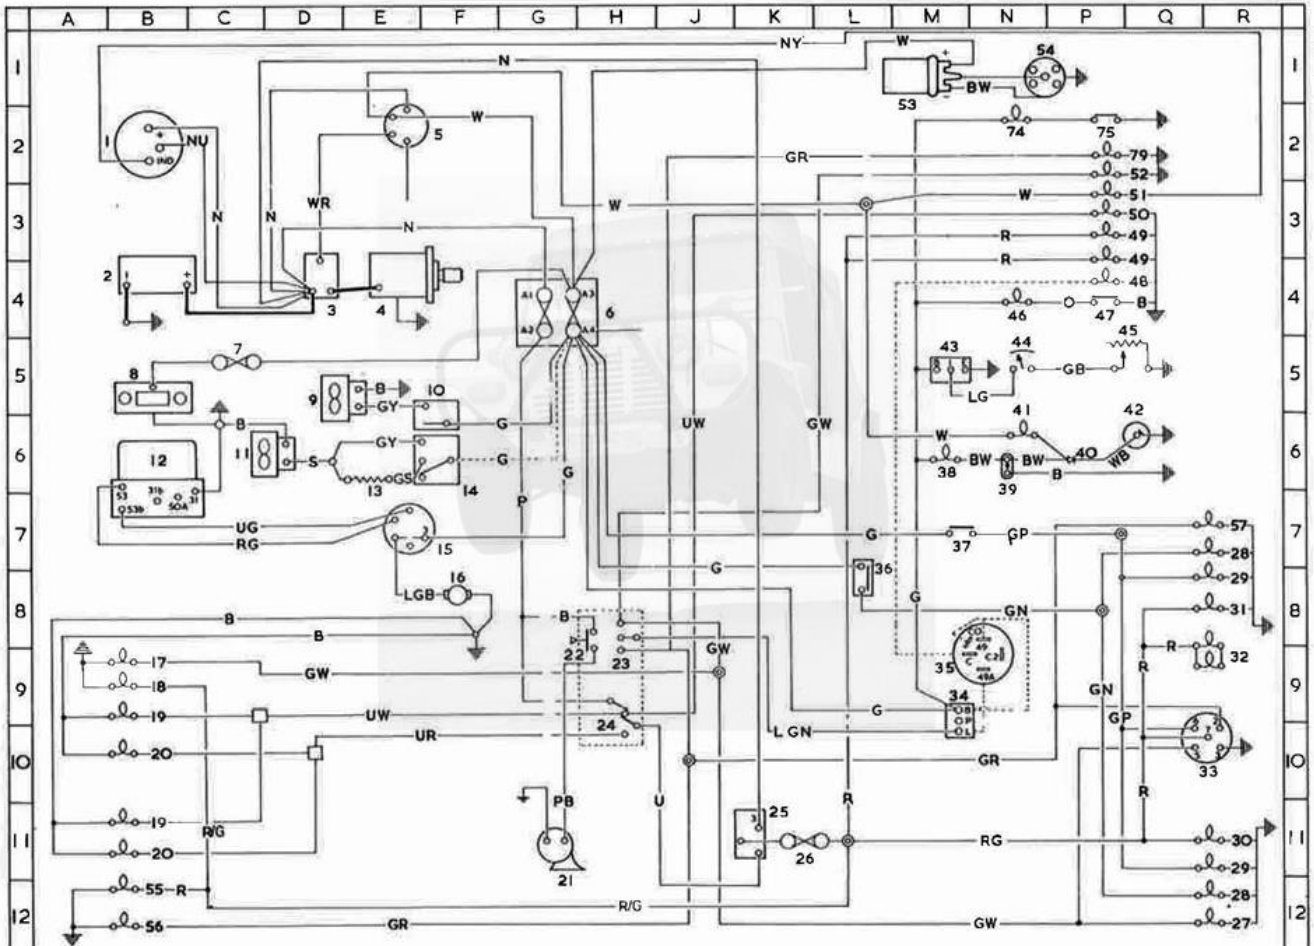 A B C D E F G H J K L M N P Q R
1 NY 1
N W + 54
53 - BW
W 74 75
1 + NU 5 2
2 IND GR 79
52
WR W W 51
3 N N N 50 3
R 49
R 49
2 - + 48
4 3 4 A1 A3 6 46 47 B 4
A2 A4
7 43 44 45
5 8 9 B 10 GB 5
GY LG
B G UW GW 41 42
6 12 11 GY W 6
S G 38 BW BW 40 WB
13 GS 14 G 39 B
53 31b 31
53b 50A P
7 UG G 37 GP 57 7
RG 15 28
G 36 29
16
8 LGB B G GN 31 8
B
B 22 23 GW 49 R 32
17 35 C
9 GW 49A R 9
18 34 GN
19 UW 24 G B GP
P
UR L GN L
10 20 GR 33 10
PB U R R
25
3
11 19 R/G RG 30 11
20 26 29
21
55 R 28
12 R/G 12
56 GR GW 27